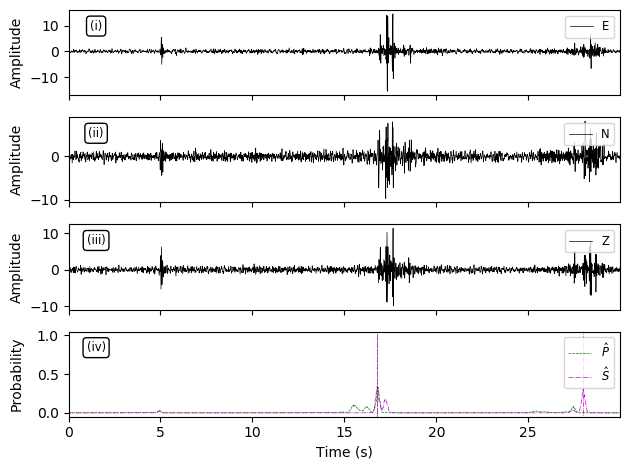 (i)
E
Amplitude
10
0
−10
(ii)
N
Amplitude
0
−10
(iii)
Z
Amplitude
10
0
−10
(iv)
P̂
Ŝ
Probability
1.0
0.5
0.0
0 5 10 15 20 25
Time (s)